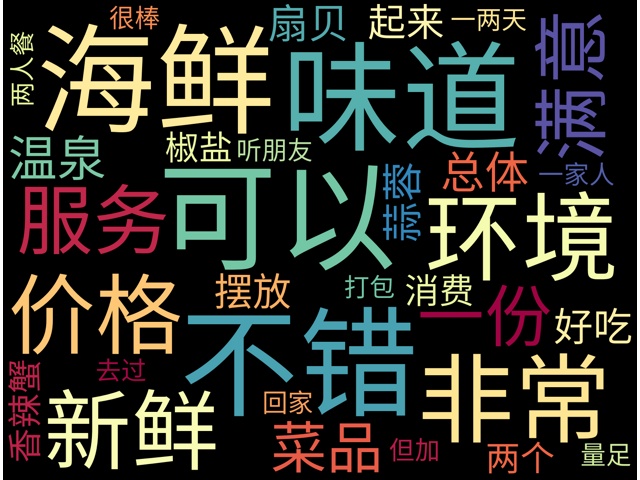 很棒
扇贝
起来
一两天
两人餐
海鲜
味道
满意
温泉
椒盐
听朋友
总体
一家人
服务
可以
蒜蓉
环境
价格
摆放
打包
消费
一份
好吃
不错
非常
香辣蟹
去过
新鲜
回家
菜品
但加
两个
量足